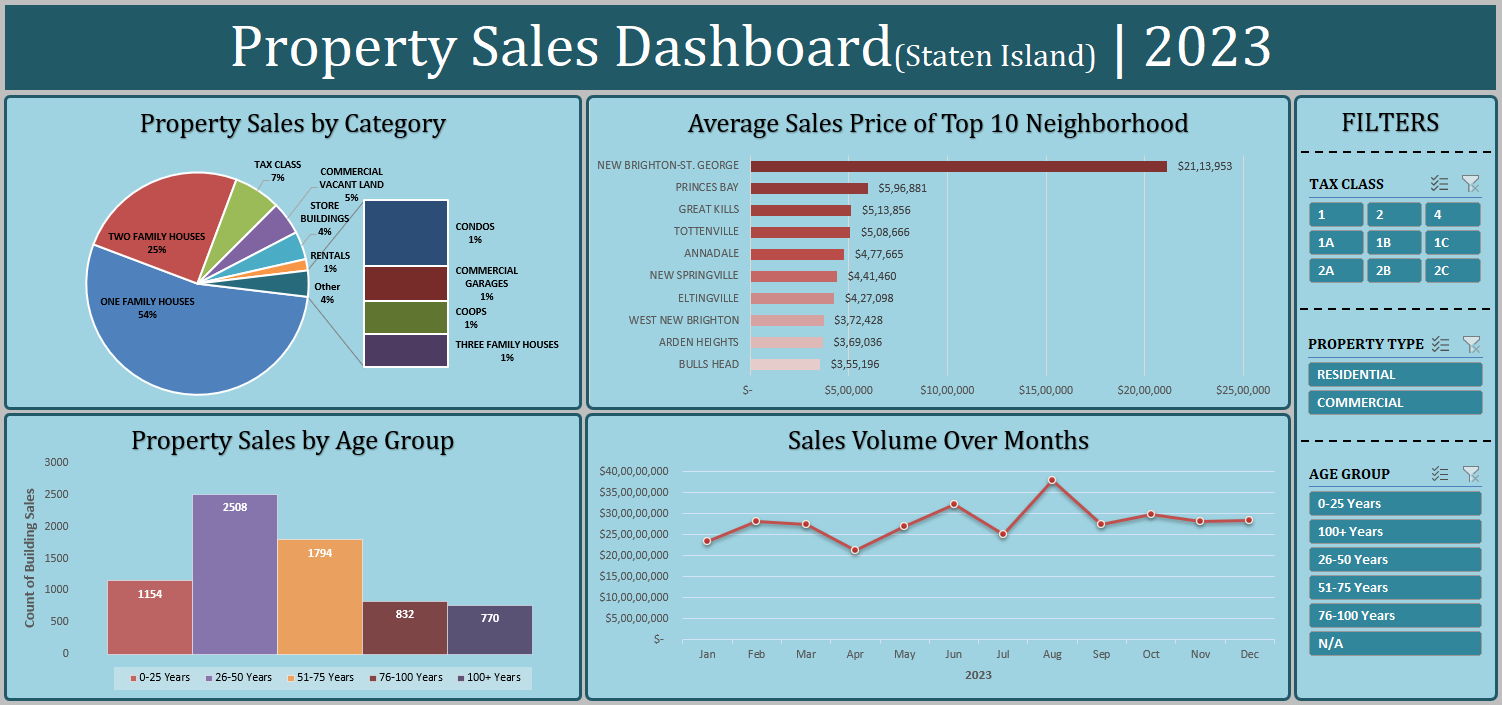 Property Sales Dashboard(Staten Island) | 2023
Property Sales by Category
TAX CLASS
7%
COMMERCIAL
VACANT LAND
5%
STORE
BUILDINGS
4%
RENTALS
1%
Other
4%
TWO FAMILY HOUSES
25%
ONE FAMILY HOUSES
54%
CONDOS
1%
COMMERCIAL
GARAGES
1%
COOPS
1%
THREE FAMILY HOUSES
1%
Average Sales Price of Top 10 Neighborhood
NEW BRIGHTON-ST. GEORGE $21,13,953
PRINCES BAY $5,96,881
GREAT KILLS $5,13,856
TOTTENVILLE $5,08,666
ANNADALE $4,77,665
NEW SPRINGVILLE $4,41,460
ELTINGVILLE $4,27,098
WEST NEW BRIGHTON $3,72,428
ARDEN HEIGHTS $3,69,036
BULLS HEAD $3,55,196
$- $5,00,000 $10,00,000 $15,00,000 $20,00,000 $25,00,000
Property Sales by Age Group
Count of Building Sales
3000
2500
2000
1500
1000
500
0
1154
2508
1794
832
770
0-25 Years 26-50 Years 51-75 Years 76-100 Years 100+ Years
Sales Volume Over Months
$40,00,00,000
$35,00,00,000
$30,00,00,000
$25,00,00,000
$20,00,00,000
$15,00,00,000
$10,00,00,000
$5,00,00,000
$-
Jan Feb Mar Apr May Jun Jul Aug Sep Oct Nov Dec
2023
FILTERS
TAX CLASS
1 2 4
1A 1B 1C
2A 2B 2C
PROPERTY TYPE
RESIDENTIAL
COMMERCIAL
AGE GROUP
0-25 Years
100+ Years
26-50 Years
51-75 Years
76-100 Years
N/A